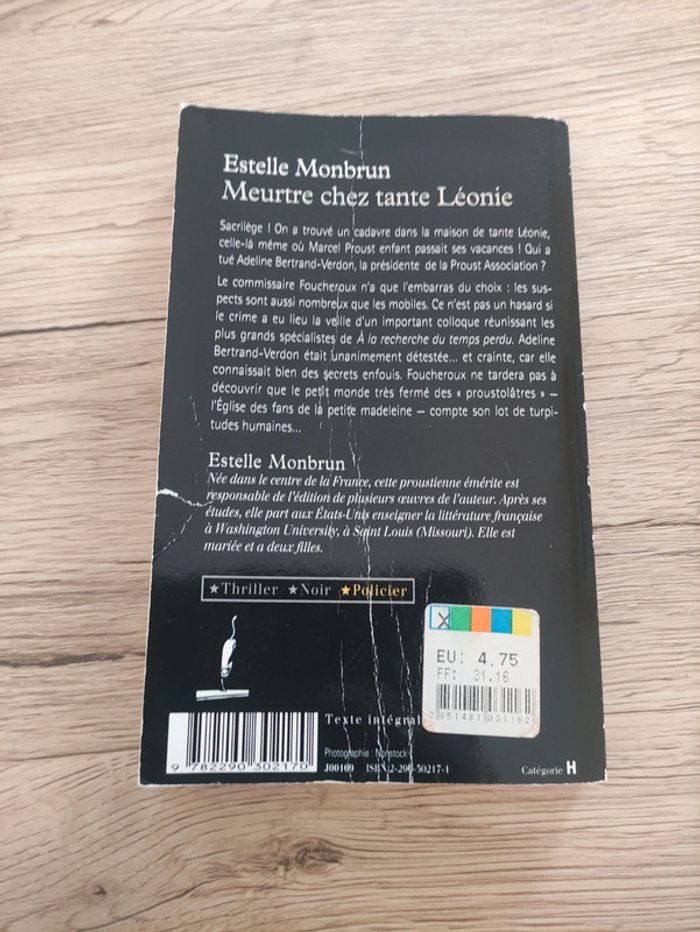 Estelle Monbrun
Meurtre chez tante Léonie
Sacrilège ! On a trouvé un cadavre dans la maison de tante Léonie,
celle-là même où Marcel Proust enfant passait ses vacances ! Qui a
tué Adeline Bertrand-Verdon, la présidente de la Proust Association ?
Le commissaire Foucheroux n'a que l'embarras du choix : les sus-
pects sont aussi nombreux que les mobiles. Ce n'est pas un hasard si
le crime a eu lieu la veille d'un important colloque réunissant les
plus grands spécialistes de À la recherche du temps perdu. Adeline
Bertrand-Verdon était unanimement détestée... et crainte, car elle
connaissait bien des secrets enfouis. Foucheroux ne tardera pas à
découvrir que le petit monde très fermé des « proustolâtres » –
l'Église des fans de la petite madeleine – compte son lot de turpi-
tudes humaines...
Estelle Monbrun
Née dans le centre de la France, cette proustienne émérite est
responsable de l'édition de plusieurs œuvres de l'auteur. Après ses
études, elle part aux États-Unis enseigner la littérature française
à Washington University, à Saint Louis (Missouri). Elle est
mariée et a deux filles.
★Thriller ★Noir ★Policier
X
EU: 4.75
FF: 31.16
2851481031162
Texte intégral
Photographie : Nonstock
J00109 ISBN 2-290-30217-1
Catégorie H
9 782290 302170